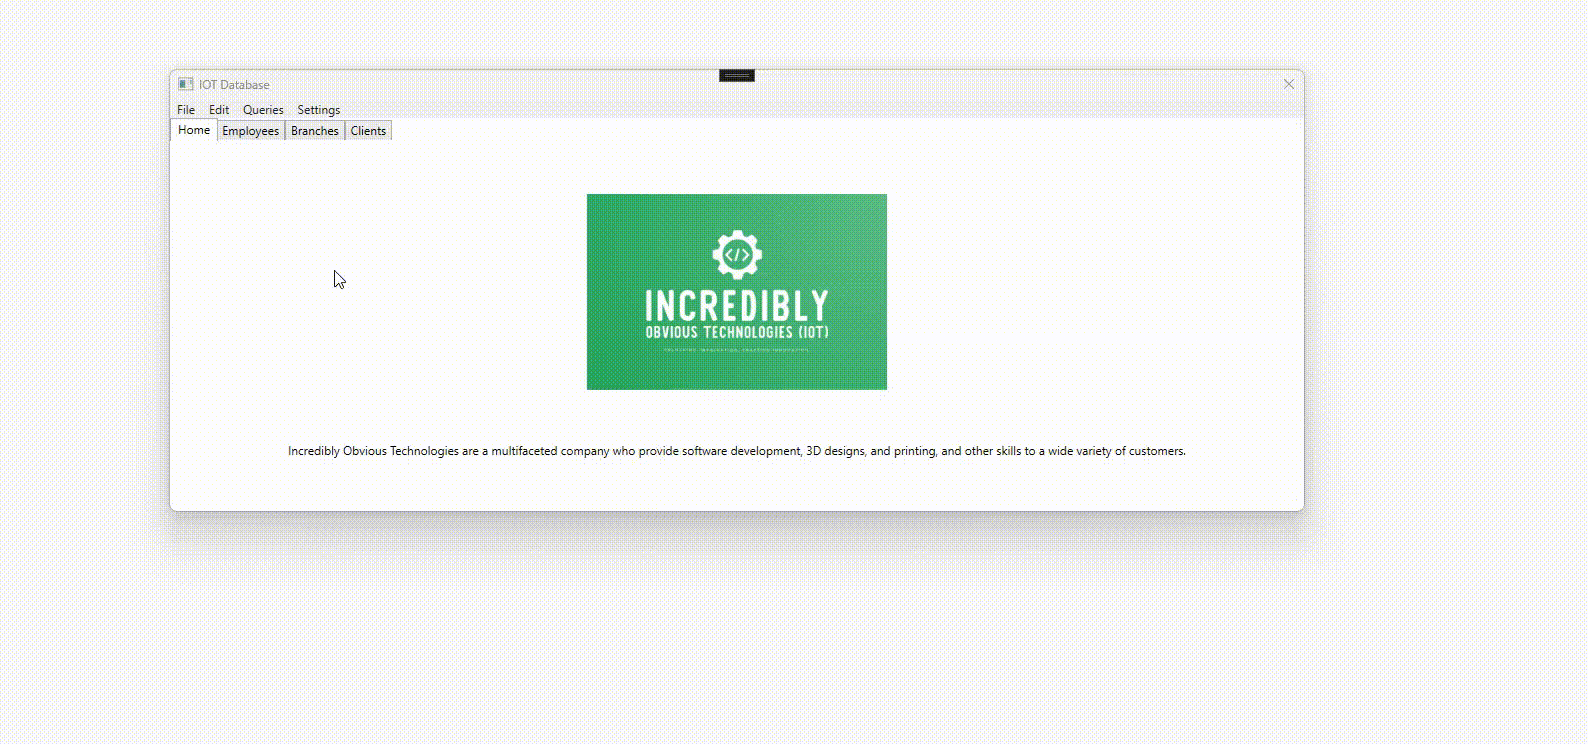 IOT Database
File Edit Queries Settings
Home Employees Branches Clients
</>
INCREDIBLY
OBVIOUS TECHNOLOGIES (IOT)
Incredibly Obvious Technologies are a multifaceted company who provide software development, 3D designs, and printing, and other skills to a wide variety of customers.